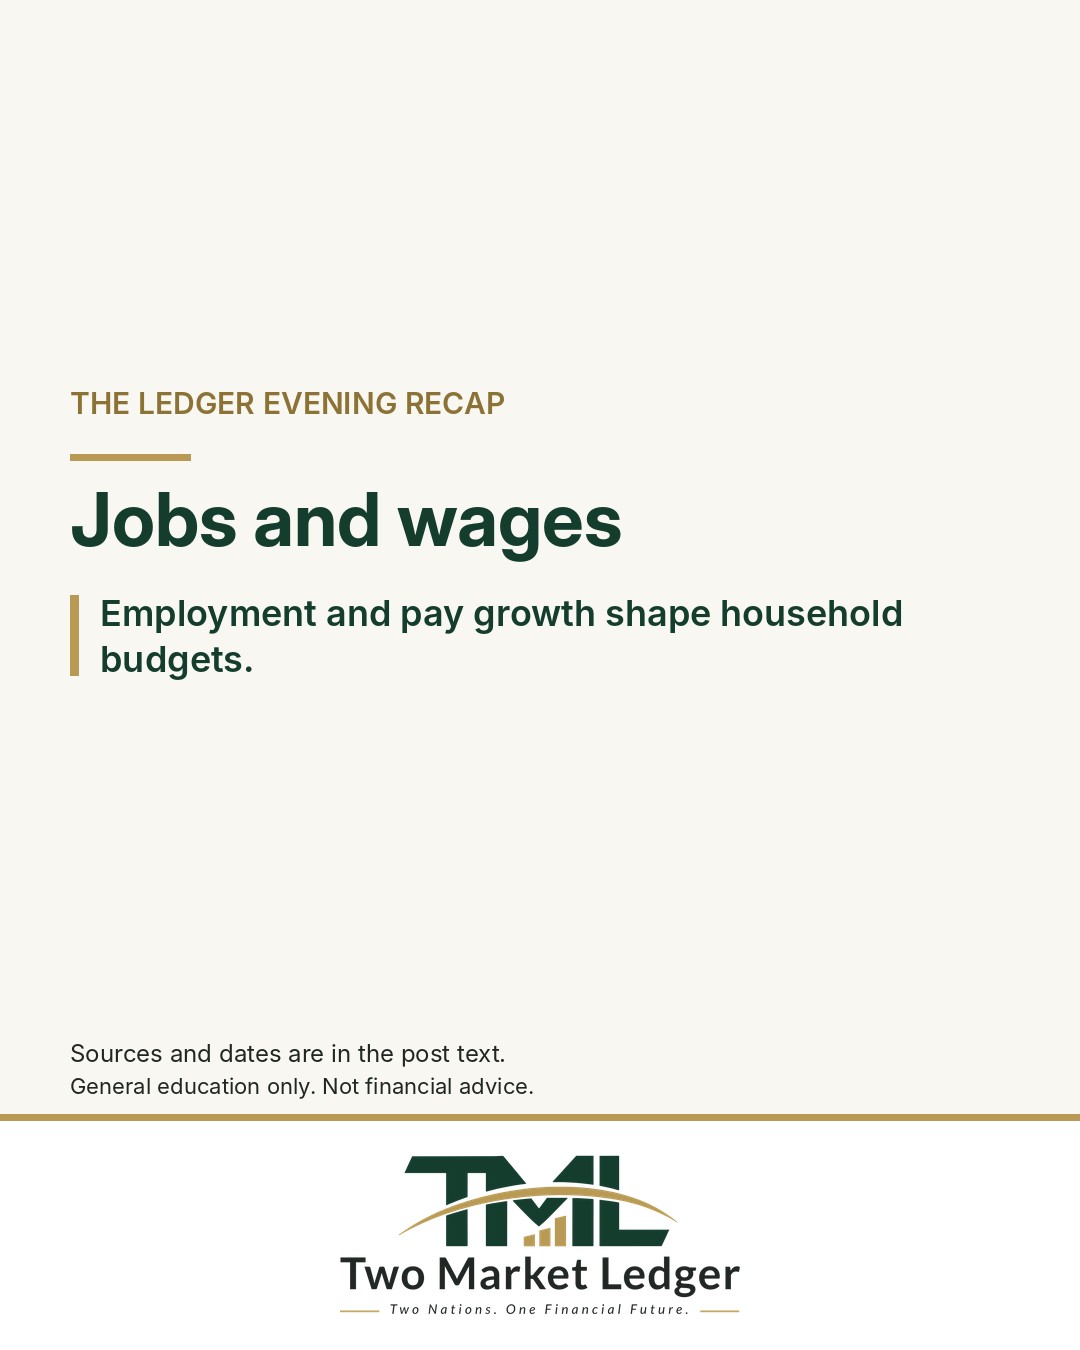 THE LEDGER EVENING RECAP
Jobs and wages
Employment and pay growth shape household
budgets.
Sources and dates are in the post text.
General education only. Not financial advice.
TML
Two Market Ledger
Two Nations. One Financial Future.